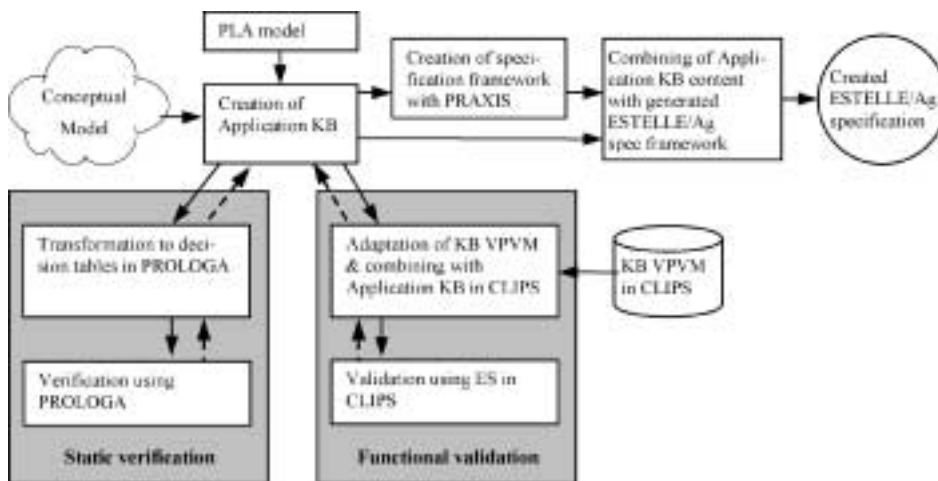 PLA model
Conceptual
Model
Creation of
Application KB
Creation of speci-
fication framework
with PRAXIS
Combining of Appli-
cation KB content
with generated
ESTELLE/Ag
spec framework
Created
ESTELLE/Ag
specification
Transformation to deci-
sion tables in PROLOGA
Verification using
PROLOGA
Static verification
Adaptation of KB VPVM
& combining with
Application KB in CLIPS
Validation using ES in
CLIPS
Functional validation
KB VPVM
in CLIPS